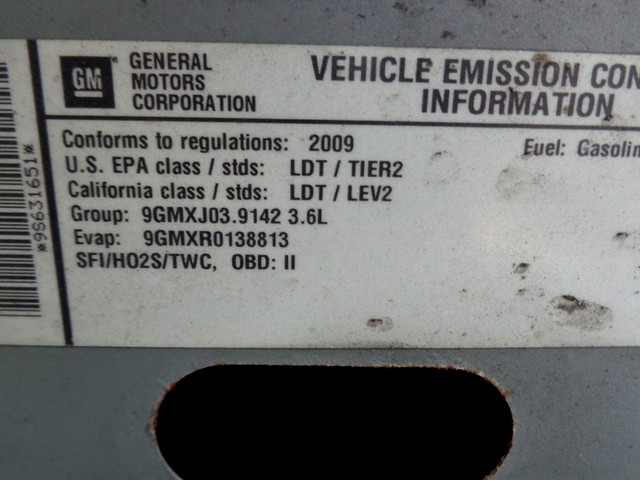 GM
GENERAL
MOTORS
CORPORATION
VEHICLE EMISSION CON
INFORMATION
Conforms to regulations: 2009
Fuel: Gasolin
U.S. EPA class / stds: LDT / TIER2
California class / stds: LDT / LEV2
Group: 9GMXJ03.9142 3.6L
Evap: 9GMXR0138813
SFI/HO2S/TWC, OBD: II
*9S631651*